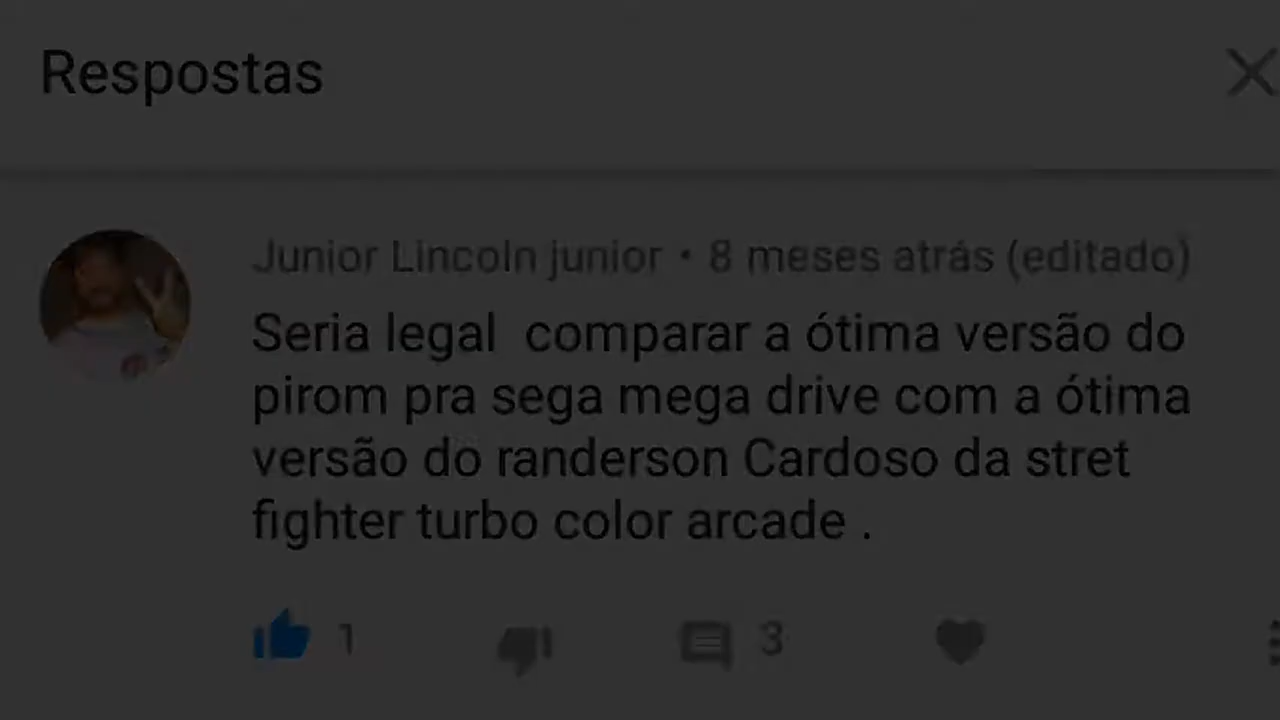 Respostas
Junior Lincoln junior • 8 meses atrás (editado)
Seria legal  comparar a ótima versão do
pirom pra sega mega drive com a ótima
versão do randerson Cardoso da stret
fighter turbo color arcade .
1
3